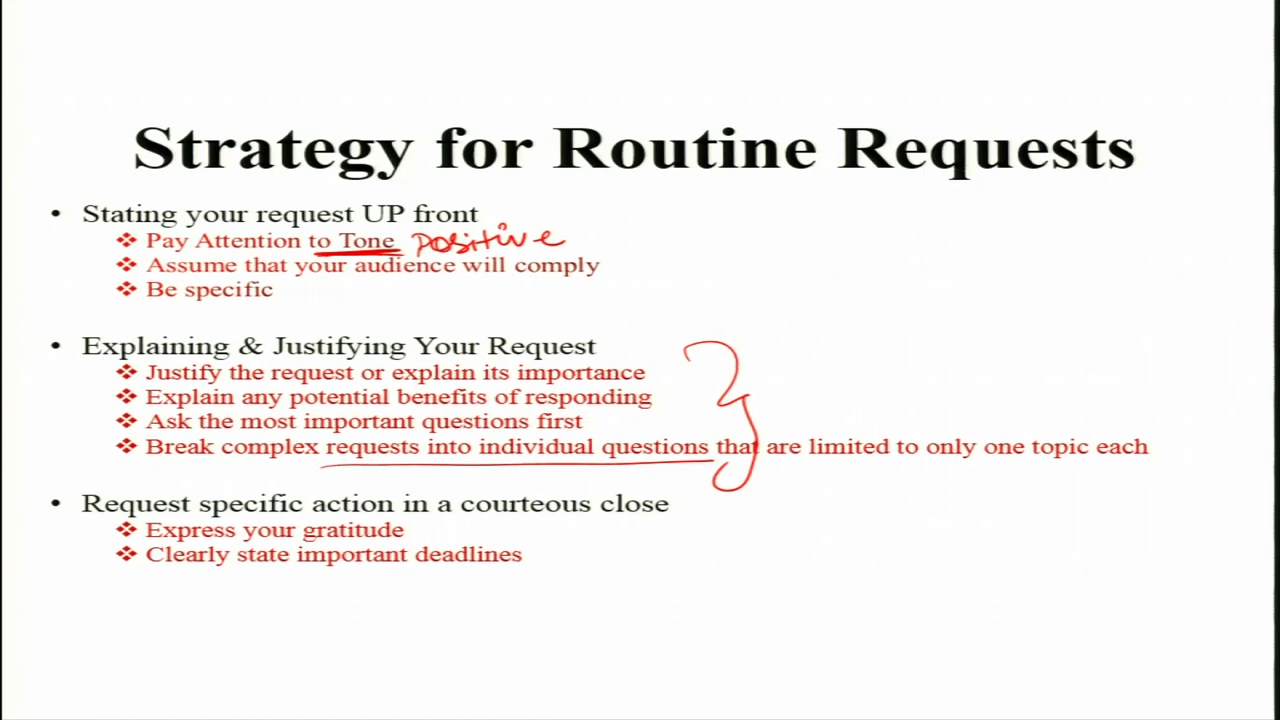 Strategy for Routine Requests
• Stating your request UP front
❖ Pay Attention to Tone positive
❖ Assume that your audience will comply
❖ Be specific
• Explaining & Justifying Your Request
❖ Justify the request or explain its importance
❖ Explain any potential benefits of responding
❖ Ask the most important questions first
❖ Break complex requests into individual questions that are limited to only one topic each
• Request specific action in a courteous close
❖ Express your gratitude
❖ Clearly state important deadlines